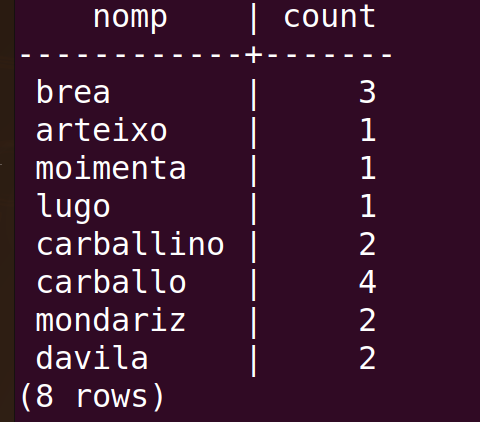 nomp    | count
------------+-------
 brea       |     3
 arteixo    |     1
 moimenta   |     1
 lugo       |     1
 carballino |     2
 carballo   |     4
 mondariz   |     2
 davila     |     2
(8 rows)